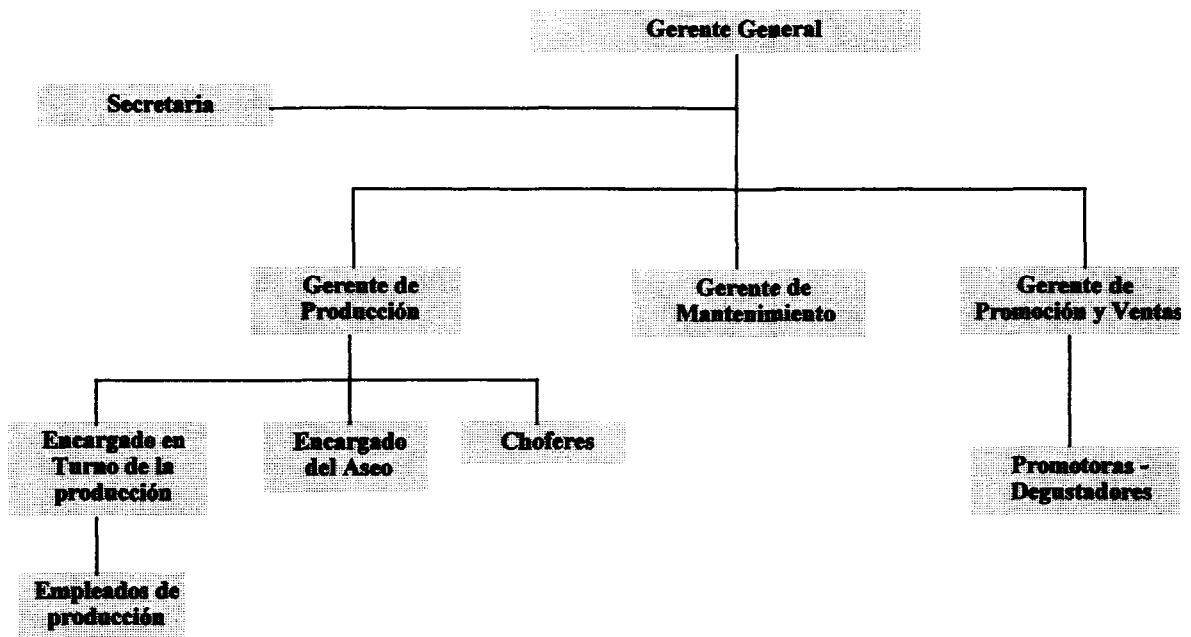 Gerente General
Secretaria
Gerente de
Producción
Gerente de
Mantenimiento
Gerente de
Promoción y Ventas
Encargado en
Turno de la
producción
Encargado
del Aseo
Choferes
Promotoras -
Degustadores
Empleados de
producción